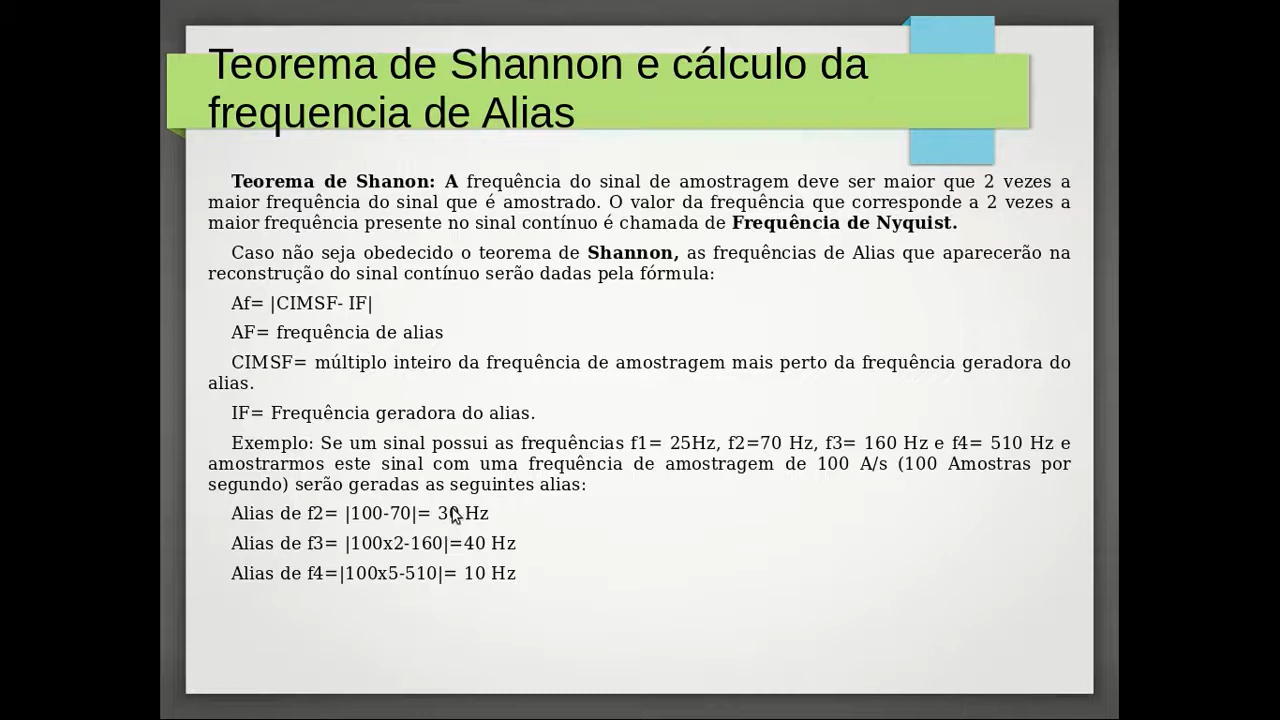 Teorema de Shannon e cálculo da
frequencia de Alias
Teorema de Shanon: A frequência do sinal de amostragem deve ser maior que 2 vezes a
maior frequência do sinal que é amostrado. O valor da frequência que corresponde a 2 vezes a
maior frequência presente no sinal contínuo é chamada de Frequência de Nyquist.
Caso não seja obedecido o teorema de Shannon, as frequências de Alias que aparecerão na
reconstrução do sinal contínuo serão dadas pela fórmula:
Af= |CIMSF- IF|
AF= frequência de alias
CIMSF= múltiplo inteiro da frequência de amostragem mais perto da frequência geradora do
alias.
IF= Frequência geradora do alias.
Exemplo: Se um sinal possui as frequências f1= 25Hz, f2=70 Hz, f3= 160 Hz e f4= 510 Hz e
amostrarmos este sinal com uma frequência de amostragem de 100 A/s (100 Amostras por
segundo) serão geradas as seguintes alias:
Alias de f2= |100-70|= 30 Hz
Alias de f3= |100x2-160|=40 Hz
Alias de f4=|100x5-510|= 10 Hz